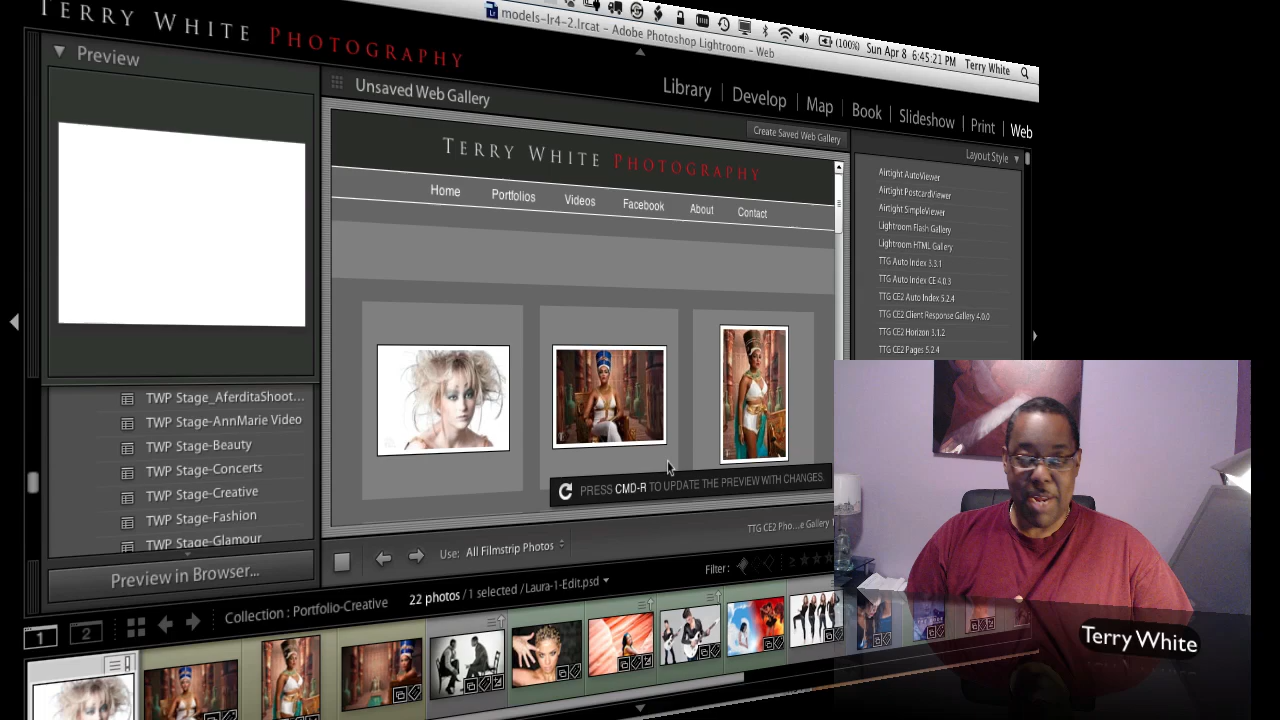 TERRY WHITE PHOTOGRAPHY
models-lr4-2.lrcat - Adobe Photoshop Lightroom - Web
(100%) Sun Apr 8 6:45:21 PM Terry White
Preview
Unsaved Web Gallery
Library | Develop | Map | Book | Slideshow | Print | Web
Create Saved Web Gallery
Layout Style
TERRY WHITE PHOTOGRAPHY
Home Portfolios Videos Facebook About Contact
Airtight AutoViewer
Airtight PostcardViewer
Airtight SimpleViewer
Lightroom Flash Gallery
Lightroom HTML Gallery
TTG Auto Index 3.3.1
TTG Auto Index CE 4.0.3
TTG CE2 Auto Index 5.2.4
TTG CE2 Client Response Gallery 4.0.0
TTG CE2 Horizon 3.1.2
TTG CE2 Pages 5.2.4
TWP Stage_AferditaShoot...
TWP Stage-AnnMarie Video
TWP Stage-Beauty
TWP Stage-Concerts
TWP Stage-Creative
TWP Stage-Fashion
TWP Stage-Glamour
PRESS CMD-R TO UPDATE THE PREVIEW WITH CHANGES.
Preview in Browser...
Use: All Filmstrip Photos
TTG CE2 Pho...e Gallery
1 2
Collection : Portfolio-Creative
22 photos / 1 selected / Laura-1-Edit.psd
Filter :
Terry White